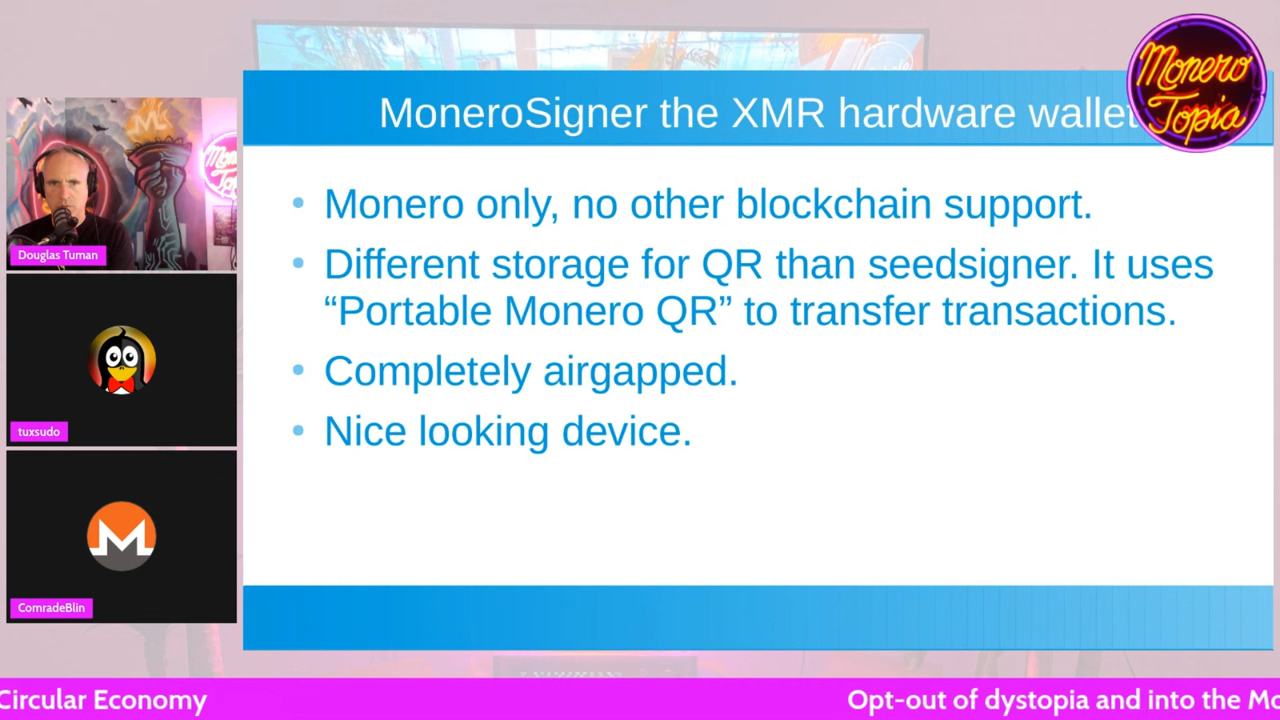 MoneroSigner the XMR hardware wallet
Monero
Topia
• Monero only, no other blockchain support.
• Different storage for QR than seedsigner. It uses
“Portable Monero QR” to transfer transactions.
• Completely airgapped.
• Nice looking device.
Douglas Tuman
tuxsudo
ComradeBlin
Circular Economy
Opt-out of dystopia and into the Mo